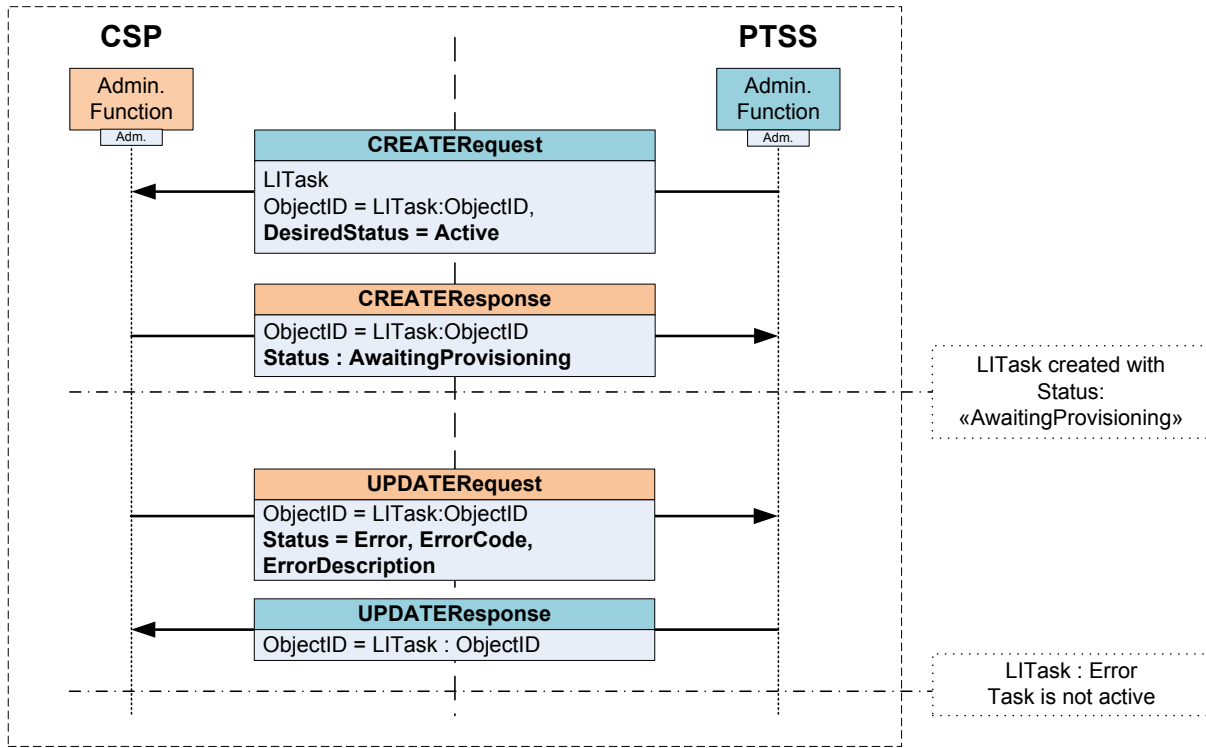 CSP
PTSS
Admin.
Function
Adm.
Admin.
Function
Adm.
CREATERequest
LITask
ObjectID = LITask:ObjectID,
DesiredStatus = Active
CREATEResponse
ObjectID = LITask:ObjectID
Status : AwaitingProvisioning
LITask created with
Status:
«AwaitingProvisioning»
UPDATERequest
ObjectID = LITask:ObjectID
Status = Error, ErrorCode,
ErrorDescription
UPDATEResponse
ObjectID = LITask : ObjectID
LITask : Error
Task is not active